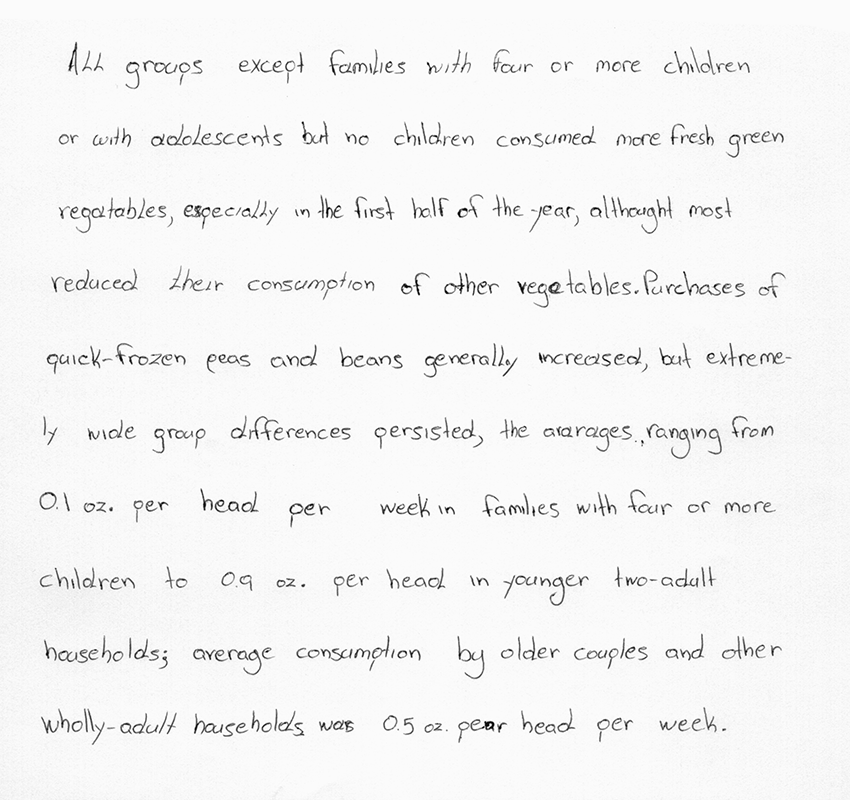 All groups except families with four or more children
or with adolescents but no children consumed more fresh green
vegatables, especially in the first half of the year, althought most
reduced their consumption of other vegetables. Purchases of
quick-frozen peas and beans generally increased, but extreme-
ly wide group differences persisted, the ararages., ranging from
0.1 oz. per head per week in families with four or more
children to 0.9 oz. per head in younger two-adult
households; average consumption by older couples and other
wholly-adult households was 0.5 oz. pear head per week.